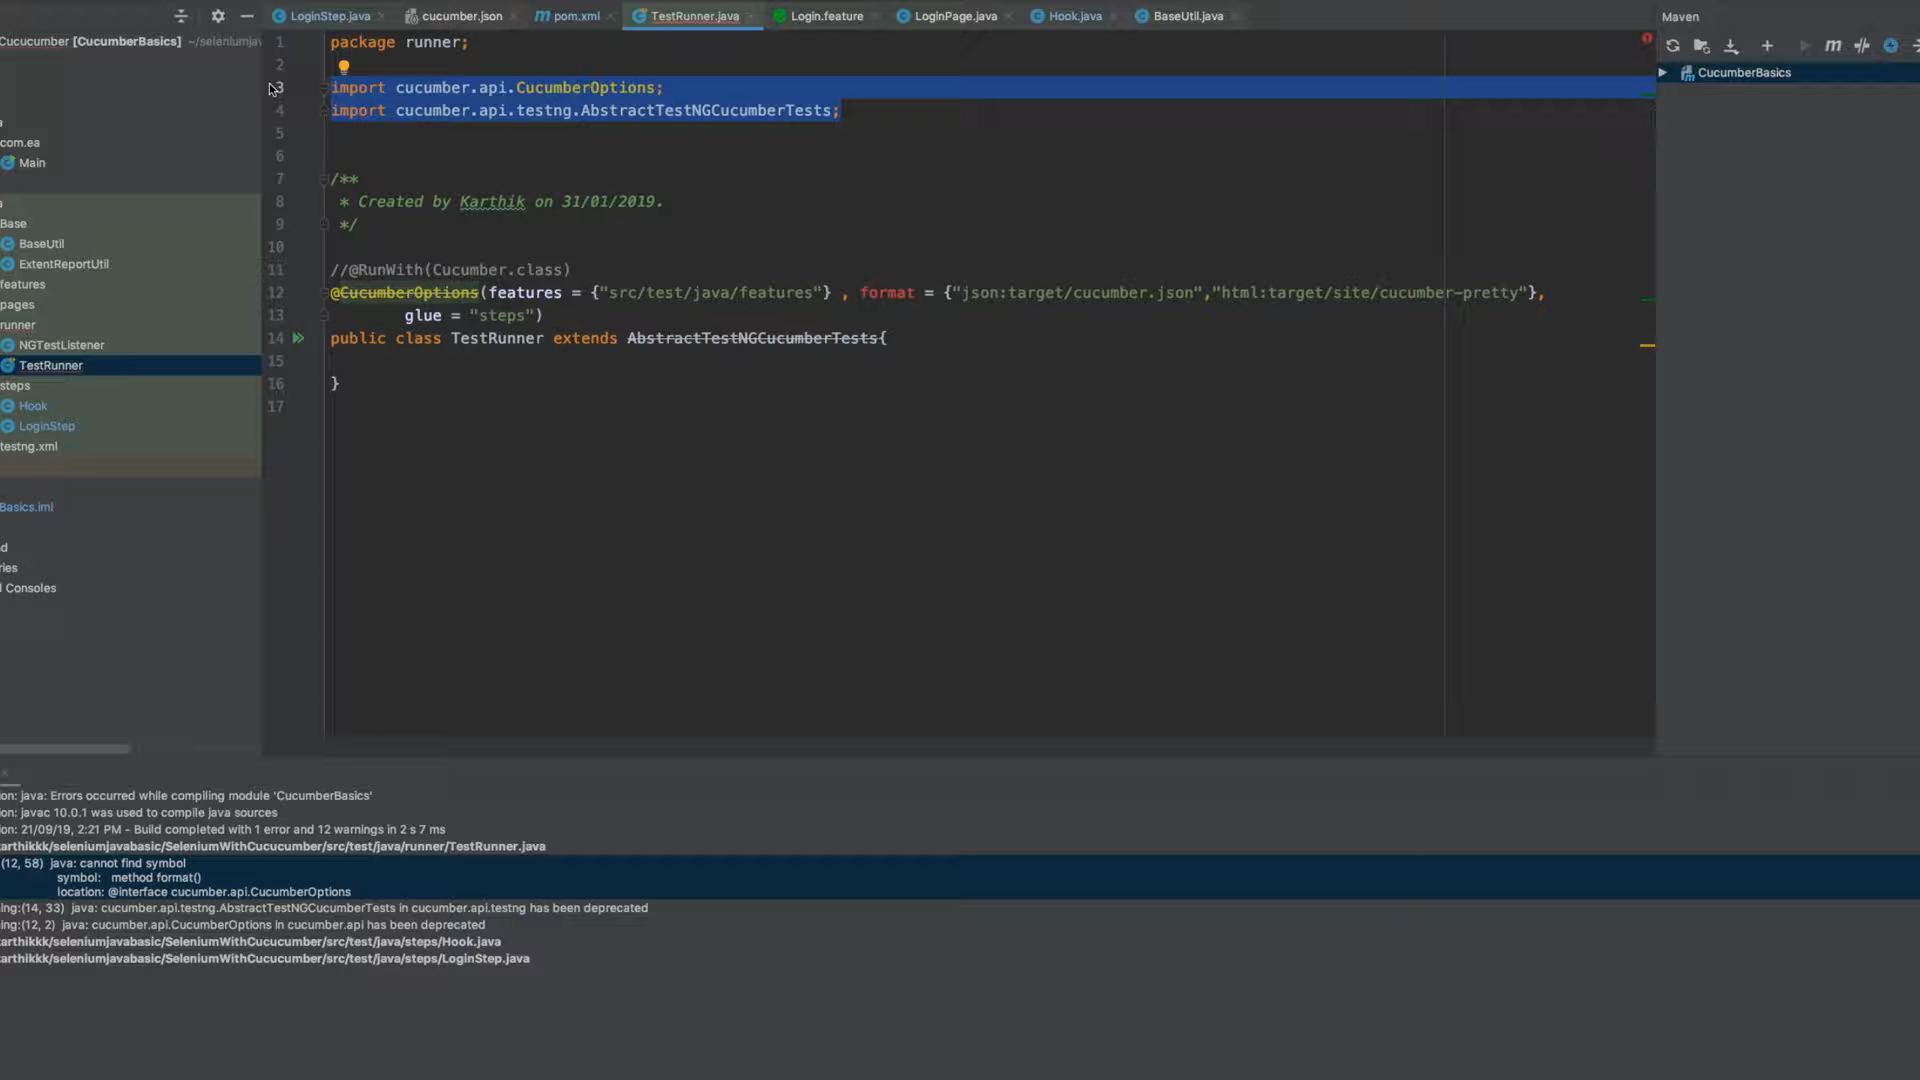 LoginStep.java
cucumber.json
pom.xml
TestRunner.java
Login.feature
LoginPage.java
Hook.java
BaseUtil.java
Maven
Cucucumber [CucumberBasics] ~/seleniumjav
CucumberBasics
a
com.ea
Main
a
Base
BaseUtil
ExtentReportUtil
features
pages
runner
NGTestListener
TestRunner
steps
Hook
LoginStep
testng.xml
Basics.iml
d
ries
l Consoles
1 package runner;
2
3 import cucumber.api.CucumberOptions;
4 import cucumber.api.testng.AbstractTestNGCucumberTests;
5
6
7 /**
8 * Created by Karthik on 31/01/2019.
9 */
10
11 //@RunWith(Cucumber.class)
12 @CucumberOptions(features = {"src/test/java/features"} , format = {"json:target/cucumber.json","html:target/site/cucumber-pretty"},
13 glue = "steps")
14 public class TestRunner extends AbstractTestNGCucumberTests{
15
16 }
17
ion: java: Errors occurred while compiling module 'CucumberBasics'
ion: javac 10.0.1 was used to compile java sources
ion: 21/09/19, 2:21 PM - Build completed with 1 error and 12 warnings in 2 s 7 ms
arthikkk/seleniumjavabasic/SeleniumWithCucucumber/src/test/java/runner/TestRunner.java
(12, 58) java: cannot find symbol
symbol: method format()
location: @interface cucumber.api.CucumberOptions
ing:(14, 33) java: cucumber.api.testng.AbstractTestNGCucumberTests in cucumber.api.testng has been deprecated
ing:(12, 2) java: cucumber.api.CucumberOptions in cucumber.api has been deprecated
arthikkk/seleniumjavabasic/SeleniumWithCucucumber/src/test/java/steps/Hook.java
arthikkk/seleniumjavabasic/SeleniumWithCucucumber/src/test/java/steps/LoginStep.java